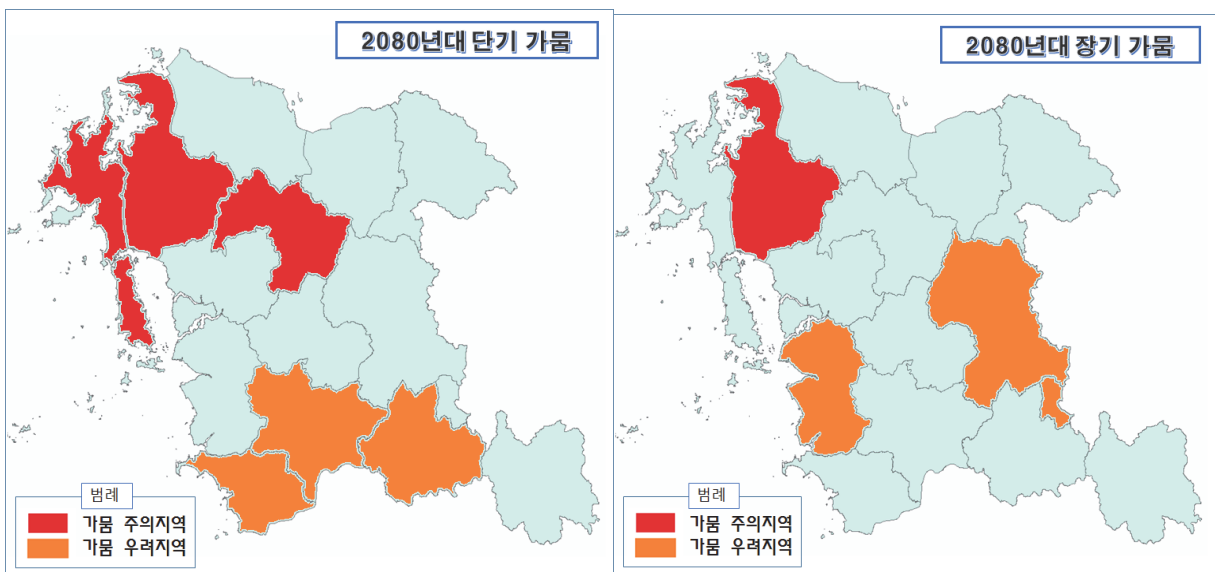 2080년대 단기 가뭄
범례
가뭄 주의지역
가뭄 우려지역
2080년대 장기 가뭄
범례
가뭄 주의지역
가뭄 우려지역